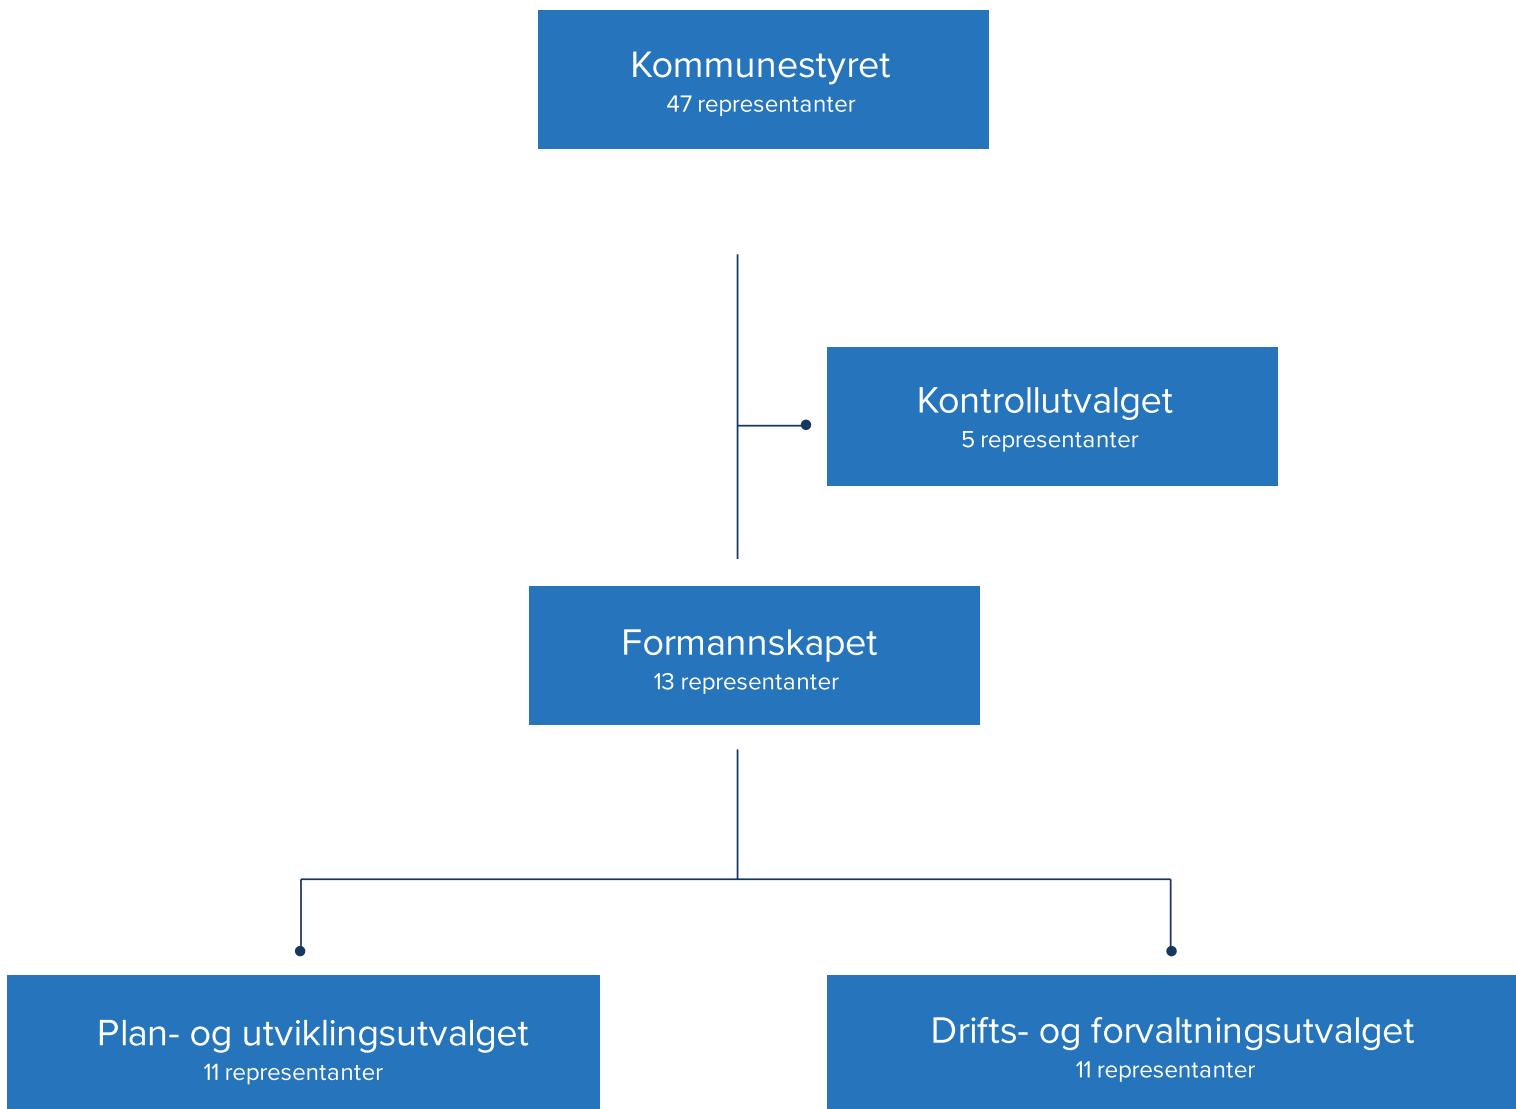 Kommunestyret
47 representanter
Kontrollutvalget
5 representanter
Formannskapet
13 representanter
Plan- og utviklingsutvalget
11 representanter
Drifts- og forvaltningsutvalget
11 representanter